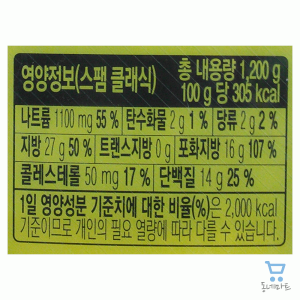 영양정보(스팸 클래식) 총 내용량 1,200 g
100 g 당 305 kcal
나트륨 1100 mg 55 % 탄수화물 2 g 1 % 당류 2 g 2 %
지방 27 g 50 % 트랜스지방 0 g 포화지방 16 g 107 %
콜레스테롤 50 mg 17 % 단백질 14 g 25 %
1일 영양성분 기준치에 대한 비율(%)은 2,000 kcal
기준이므로 개인의 필요 열량에 따라 다를 수 있습니다.